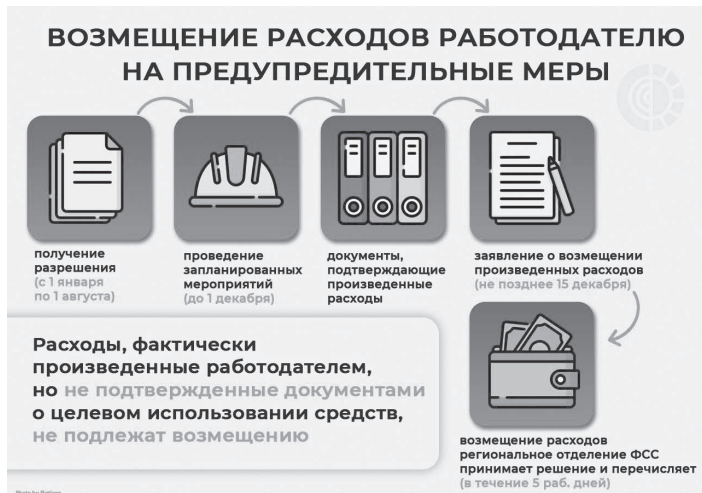 ВОЗМЕЩЕНИЕ РАСХОДОВ РАБОТОДАТЕЛЮ
НА ПРЕДУПРЕДИТЕЛЬНЫЕ МЕРЫ
получение
разрешения
(с 1 января
по 1 августа)
проведение
запланированных
мероприятий
(до 1 декабря)
документы,
подтверждающие
произведенные
расходы
заявление о возмещении
произведенных расходов
(не позднее 15 декабря)
возмещение расходов
региональное отделение ФСС
принимает решение и перечисляет
(в течение 5 раб. дней)
Расходы, фактически
произведенные работодателем,
но не подтвержденные документами
о целевом использовании средств,
не подлежат возмещению